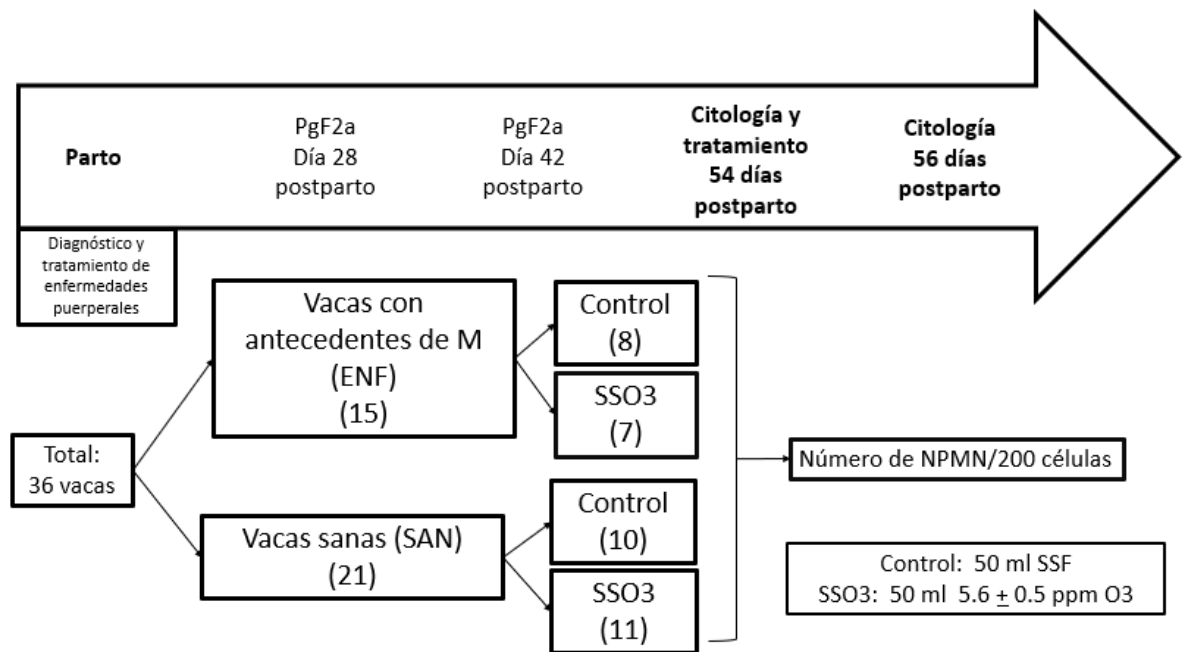 Parto
PgF2a
Día 28
postparto
PgF2a
Día 42
postparto
Citología y
tratamiento
54 días
postparto
Citología
56 días
postparto
Diagnóstico y
tratamiento de
enfermedades
puerperales
Total:
36 vacas
Vacas con
antecedentes de M
(ENF)
(15)
Control
(8)
SSO3
(7)
Vacas sanas (SAN)
(21)
Control
(10)
SSO3
(11)
Número de NPMN/200 células
Control: 50 ml SSF
SSO3: 50 ml 5.6 ± 0.5 ppm O3